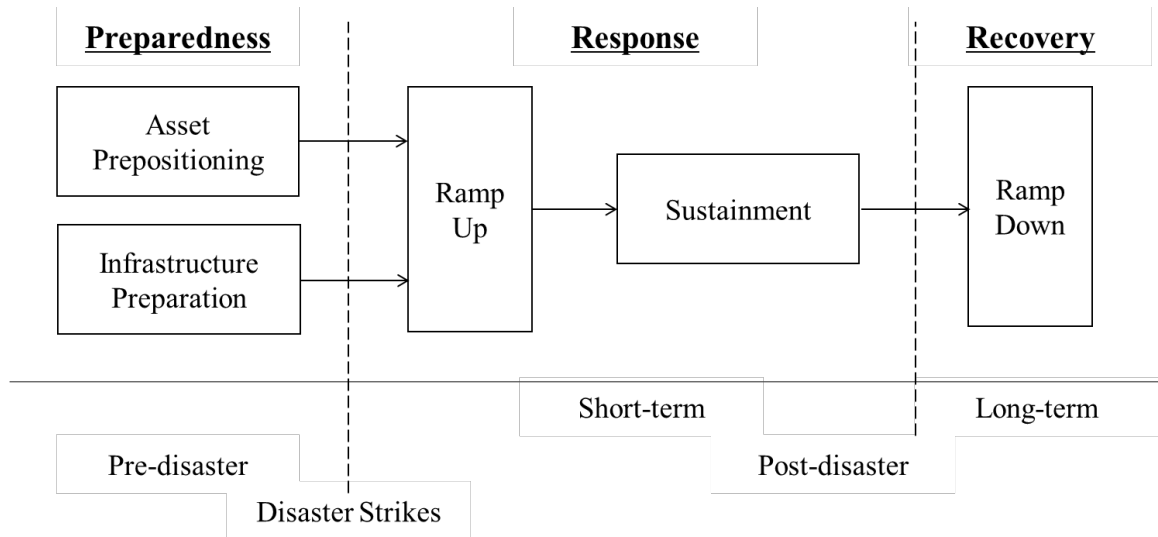 Preparedness
Response
Recovery
Asset
Prepositioning
Infrastructure
Preparation
Ramp
Up
Sustainment
Ramp
Down
Short-term
Long-term
Pre-disaster
Post-disaster
Disaster Strikes